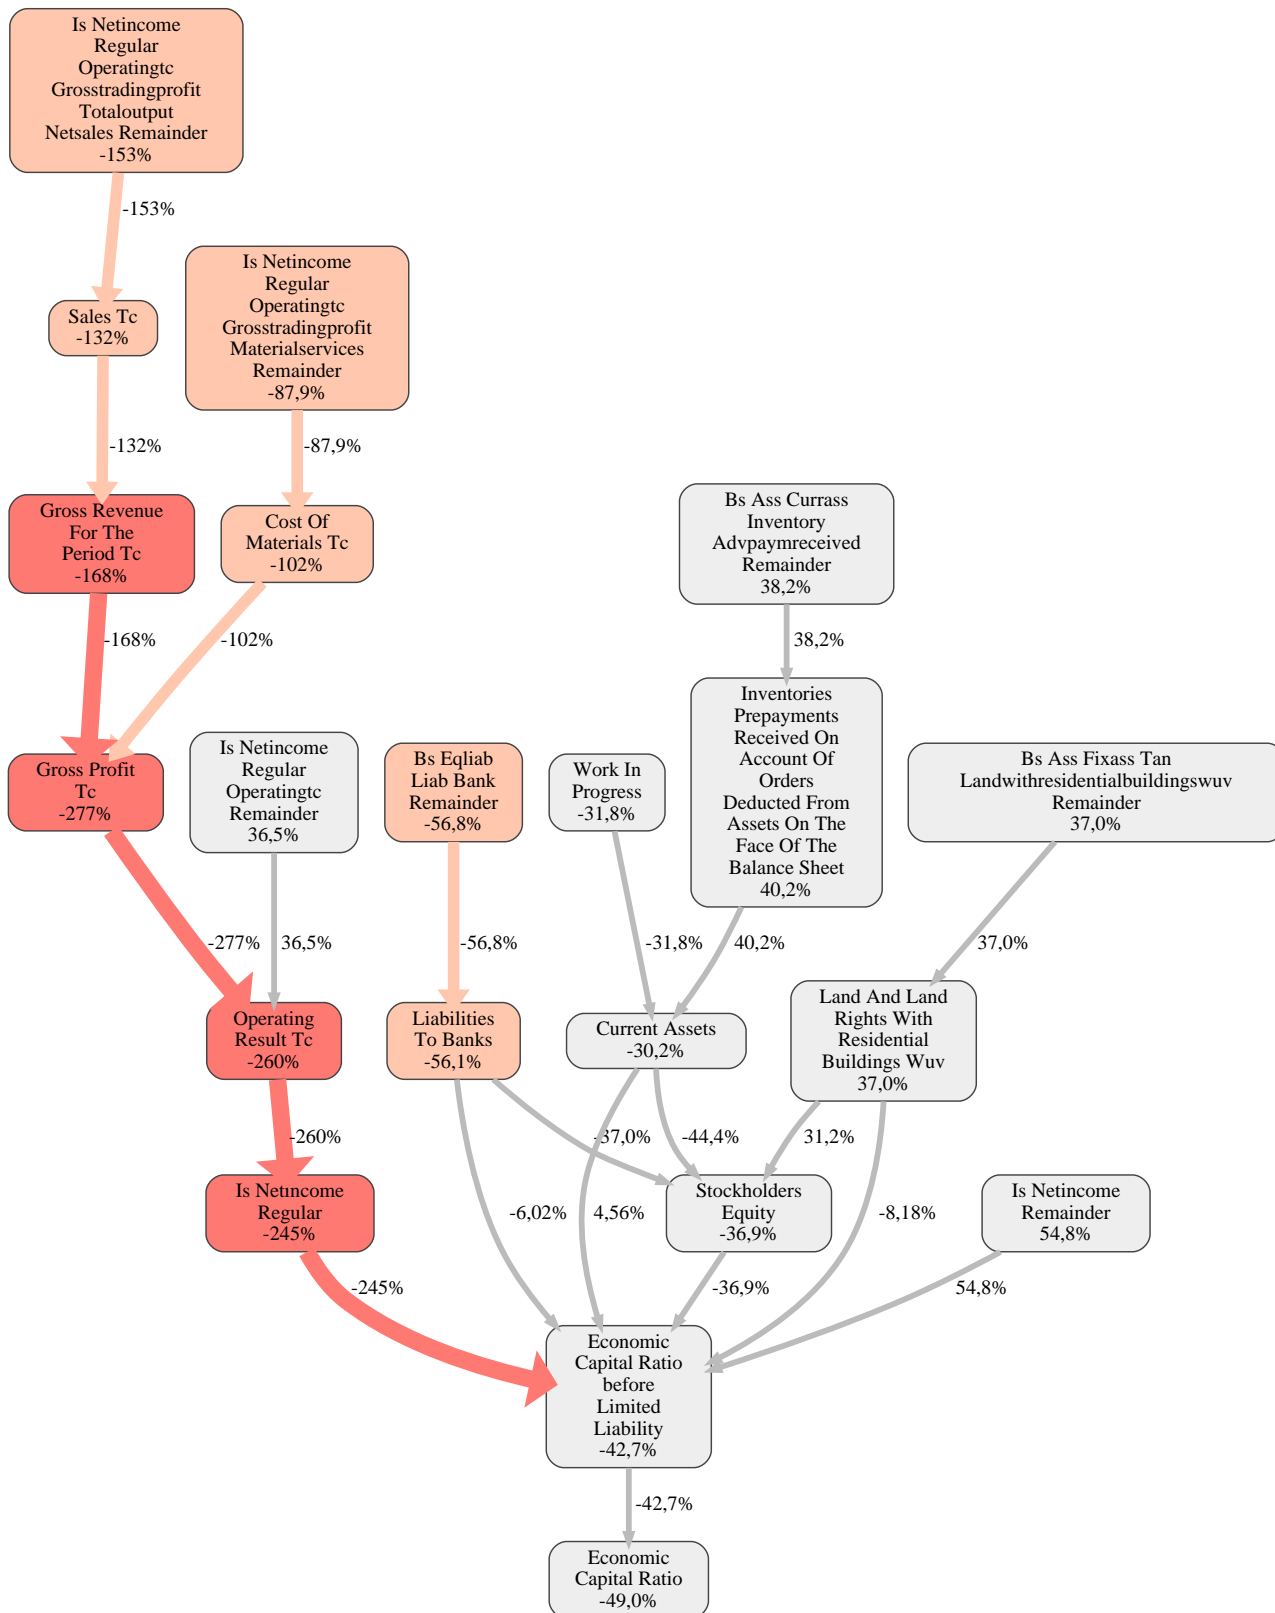 Is Netincome
Regular
Operatingtc
Grosstradingprofit
Totaloutput
Netsales Remainder
-153%
-153%
Is Netincome
Regular
Operatingtc
Grosstradingprofit
Materialservices
Remainder
-87,9%
Sales Tc
-132%
-132%
-87,9%
Gross Revenue
For The
Period Tc
-168%
Cost Of
Materials Tc
-102%
Bs Ass Currass
Inventory
Advpaymreceived
Remainder
38,2%
-168%
-102%
38,2%
Gross Profit
Tc
-277%
Is Netincome
Regular
Operatingtc
Remainder
36,5%
Bs Eqliab
Liab Bank
Remainder
-56,8%
Work In
Progress
-31,8%
Inventories
Prepayments
Received On
Account Of
Orders
Deducted From
Assets On The
Face Of The
Balance Sheet
40,2%
Bs Ass Fixass Tan
Landwithresidentialbuildingswuv
Remainder
37,0%
-277%
36,5%
-56,8%
-31,8%
40,2%
37,0%
Operating
Result Tc
-260%
Liabilities
To Banks
-56,1%
Current Assets
-30,2%
Land And Land
Rights With
Residential
Buildings Wuv
37,0%
-260%
-37,0%
-44,4%
31,2%
Is Netincome
Regular
-245%
-6,02%
4,56%
Stockholders
Equity
-36,9%
-8,18%
Is Netincome
Remainder
54,8%
-245%
-36,9%
54,8%
Economic
Capital Ratio
before
Limited
Liability
-42,7%
-42,7%
Economic
Capital Ratio
-49,0%